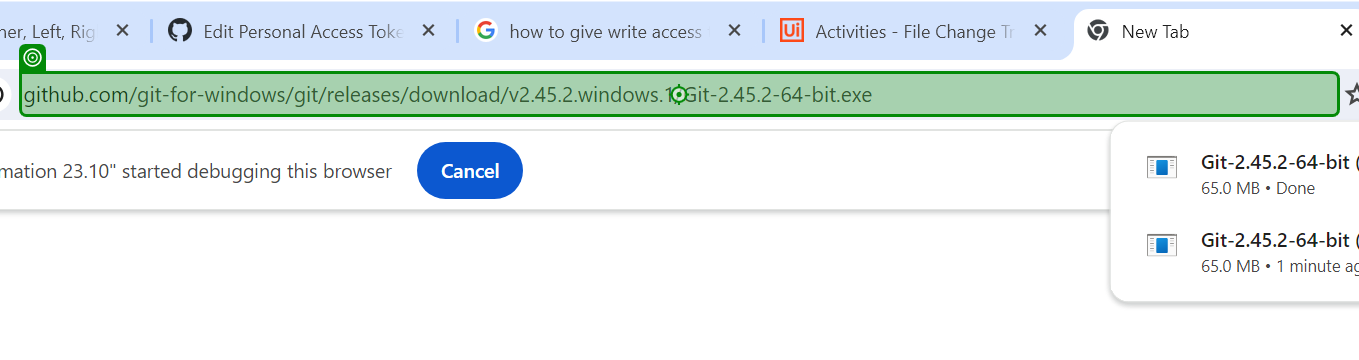 ner, Left, Rig
Edit Personal Access Toke
how to give write access
Activities - File Change Tr
New Tab
github.com/git-for-windows/git/releases/download/v2.45.2.windows.1/Git-2.45.2-64-bit.exe
mation 23.10" started debugging this browser
Cancel
Git-2.45.2-64-bit (
65.0 MB • Done
Git-2.45.2-64-bit (
65.0 MB • 1 minute ag